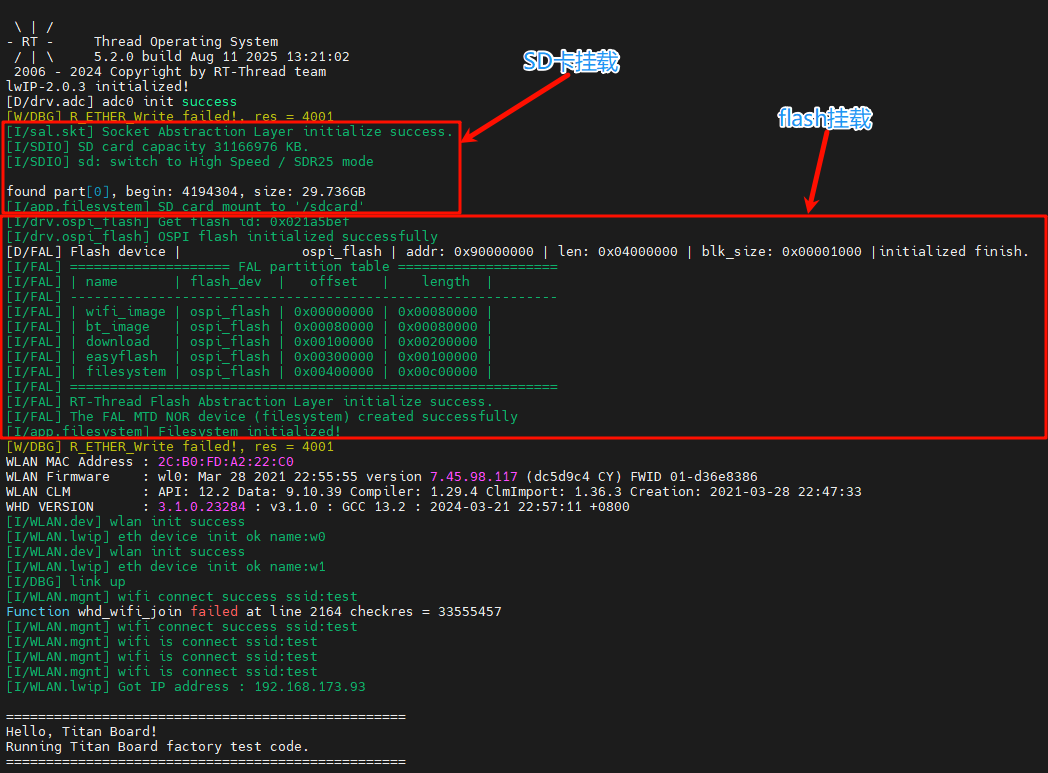 \ | /
- RT -     Thread Operating System
 / | \     5.2.0 build Aug 11 2025 13:21:02
 2006 - 2024 Copyright by RT-Thread team
lwIP-2.0.3 initialized!
[D/drv.adc] adc0 init success
[W/DBG] R_ETHER_Write failed!, res = 4001
[I/sal.skt] Socket Abstraction Layer initialize success.
[I/SDIO] SD card capacity 31166976 KB.
[I/SDIO] sd: switch to High Speed / SDR25 mode
found part[0], begin: 4194304, size: 29.736GB
[I/app.filesystem] SD card mount to '/sdcard'
SD卡挂载
flash挂载
[I/drv.ospi_flash] Get flash id: 0x021a5bef
[I/drv.ospi_flash] OSPI flash initialized successfully
[D/FAL] Flash device |               ospi_flash | addr: 0x90000000 | len: 0x04000000 | blk_size: 0x00001000 |initialized finish.
[I/FAL] ==================== FAL partition table ====================
[I/FAL] | name       | flash_dev  |   offset   |    length  |
[I/FAL] -------------------------------------------------------------
[I/FAL] | wifi_image | ospi_flash | 0x00000000 | 0x00080000 |
[I/FAL] | bt_image   | ospi_flash | 0x00080000 | 0x00080000 |
[I/FAL] | download   | ospi_flash | 0x00100000 | 0x00200000 |
[I/FAL] | easyflash  | ospi_flash | 0x00300000 | 0x00100000 |
[I/FAL] | filesystem | ospi_flash | 0x00400000 | 0x00c00000 |
[I/FAL] =============================================================
[I/FAL] RT-Thread Flash Abstraction Layer initialize success.
[I/FAL] The FAL MTD NOR device (filesystem) created successfully
[I/app.filesystem] Filesystem initialized!
[W/DBG] R_ETHER_Write failed!, res = 4001
WLAN MAC Address : 2C:B0:FD:A2:22:C0
WLAN Firmware    : wl0: Mar 28 2021 22:55:55 version 7.45.98.117 (dc5d9c4 CY) FWID 01-d36e8386
WLAN CLM         : API: 12.2 Data: 9.10.39 Compiler: 1.29.4 ClmImport: 1.36.3 Creation: 2021-03-28 22:47:33
WHD VERSION      : 3.1.0.23284 : v3.1.0 : GCC 13.2 : 2024-03-21 22:57:11 +0800
[I/WLAN.dev] wlan init success
[I/WLAN.lwip] eth device init ok name:w0
[I/WLAN.dev] wlan init success
[I/WLAN.lwip] eth device init ok name:w1
[I/DBG] link up
[I/WLAN.mgnt] wifi connect success ssid:test
Function whd_wifi_join failed at line 2164 checkres = 33555457
[I/WLAN.mgnt] wifi connect success ssid:test
[I/WLAN.mgnt] wifi is connect ssid:test
[I/WLAN.mgnt] wifi is connect ssid:test
[I/WLAN.mgnt] wifi is connect ssid:test
[I/WLAN.lwip] Got IP address : 192.168.173.93
==================================================
Hello, Titan Board!
Running Titan Board factory test code.
==================================================